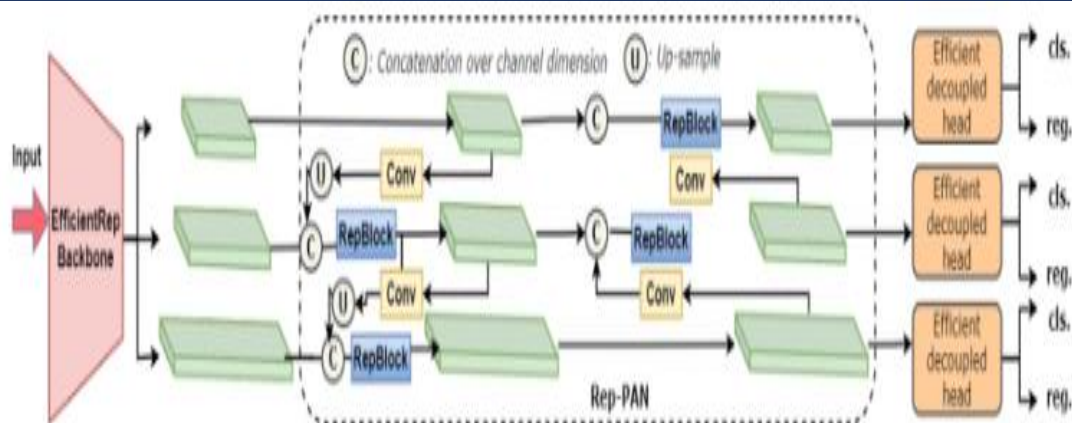 C : Concatenation over channel dimension U : Up-sample
Input
EfficientRep
Backbone
C
RepBlock
Efficient
decoupled
head
cls.
reg.
U
Conv
Conv
C
RepBlock
C
RepBlock
Efficient
decoupled
head
cls.
reg.
U
Conv
Conv
C
RepBlock
Efficient
decoupled
head
cls.
reg.
Rep-PAN